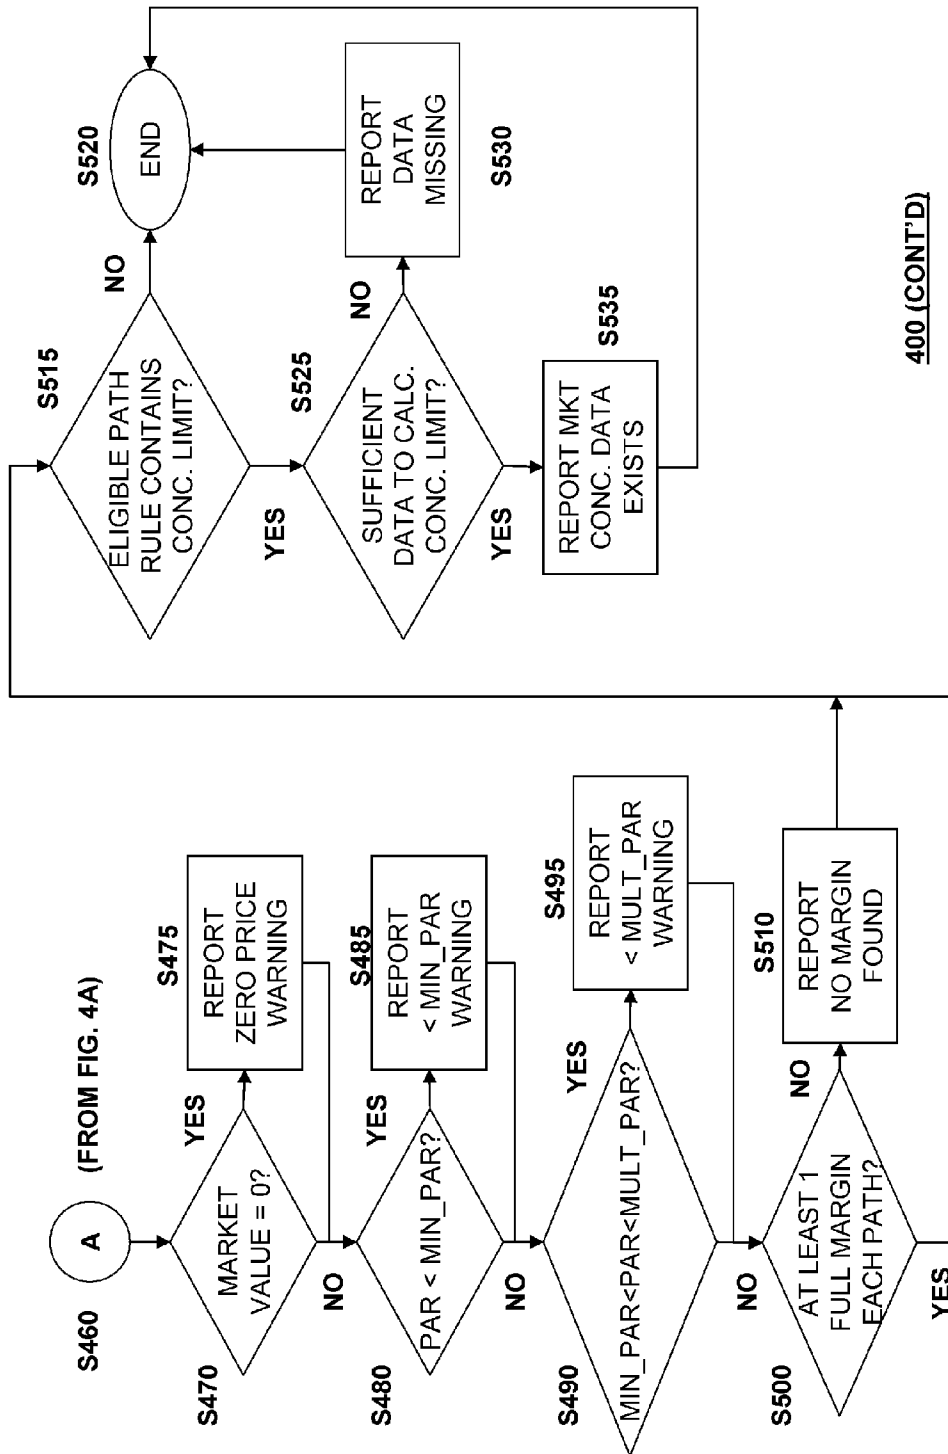 S460
A
(FROM FIG. 4A)
S470
MARKET
VALUE = 0?
YES
NO
S475
REPORT
ZERO PRICE
WARNING
S480
PAR < MIN_PAR?
YES
NO
S485
REPORT
< MIN_PAR
WARNING
S490
MIN_PAR<PAR<MULT_PAR?
YES
NO
S495
REPORT
< MULT_PAR
WARNING
S500
AT LEAST 1
FULL MARGIN
EACH PATH?
NO
YES
S510
REPORT
NO MARGIN
FOUND
S515
ELIGIBLE PATH
RULE CONTAINS
CONC. LIMIT?
NO
YES
S520
END
S525
SUFFICIENT
DATA TO CALC.
CONC. LIMIT?
NO
YES
S530
REPORT
DATA
MISSING
S535
REPORT MKT
CONC. DATA
EXISTS
400 (CONT'D)